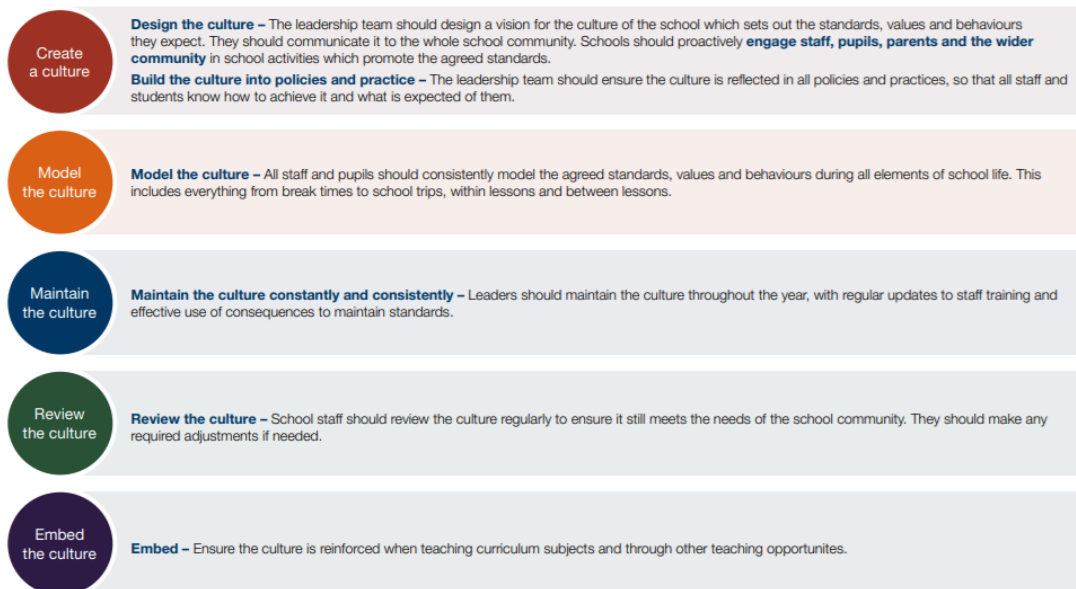 Create
a culture
Design the culture – The leadership team should design a vision for the culture of the school which sets out the standards, values and behaviours
they expect. They should communicate it to the whole school community. Schools should proactively engage staff, pupils, parents and the wider
community in school activities which promote the agreed standards.
Build the culture into policies and practice – The leadership team should ensure the culture is reflected in all policies and practices, so that all staff and
students know how to achieve it and what is expected of them.
Model
the culture
Model the culture – All staff and pupils should consistently model the agreed standards, values and behaviours during all elements of school life. This
includes everything from break times to school trips, within lessons and between lessons.
Maintain
the culture
Maintain the culture constantly and consistently – Leaders should maintain the culture throughout the year, with regular updates to staff training and
effective use of consequences to maintain standards.
Review
the culture
Review the culture – School staff should review the culture regularly to ensure it still meets the needs of the school community. They should make any
required adjustments if needed.
Embed
the culture
Embed – Ensure the culture is reinforced when teaching curriculum subjects and through other teaching opportunites.